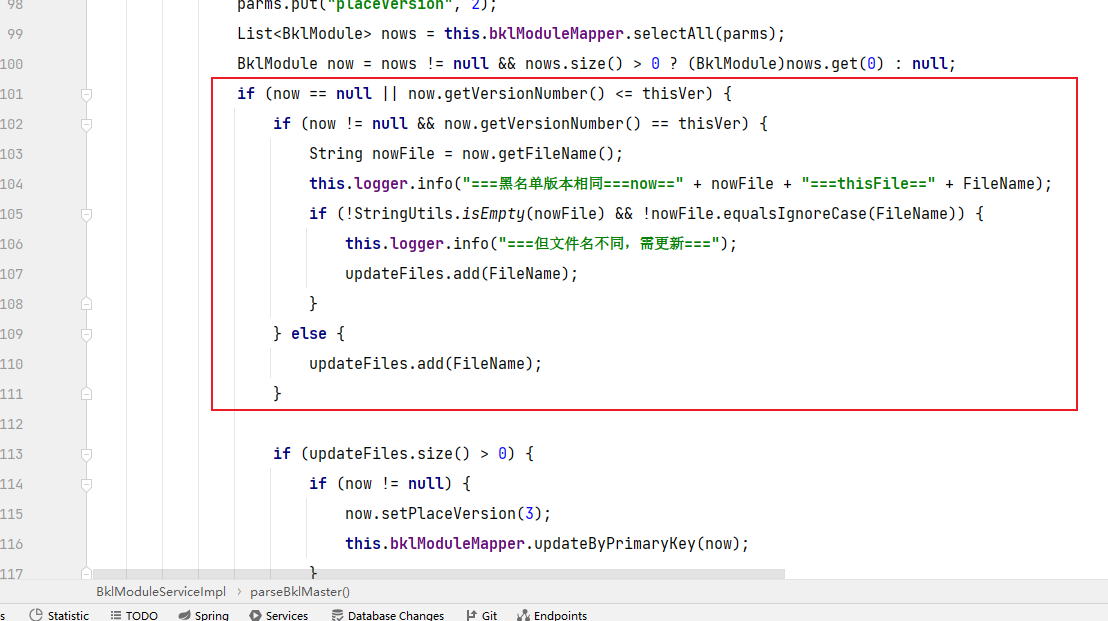 98 parms.put("placeVersion", 2);
99 List<BklModule> nows = this.bklModuleMapper.selectAll(parms);
100 BklModule now = nows != null && nows.size() > 0 ? (BklModule)nows.get(0) : null;
101 if (now == null || now.getVersionNumber() <= thisVer) {
102 if (now != null && now.getVersionNumber() == thisVer) {
103 String nowFile = now.getFileName();
104 this.logger.info("===黑名单版本相同===now==" + nowFile + "===thisFile==" + FileName);
105 if (!StringUtils.isEmpty(nowFile) && !nowFile.equalsIgnoreCase(FileName)) {
106 this.logger.info("===但文件名不同，需更新===");
107 updateFiles.add(FileName);
108 }
109 } else {
110 updateFiles.add(FileName);
111 }
112
113 if (updateFiles.size() > 0) {
114 if (now != null) {
115 now.setPlaceVersion(3);
116 this.bklModuleMapper.updateByPrimaryKey(now);
117 }
BklModuleServiceImpl › parseBklMaster()
s Statistic TODO Spring Services Database Changes Git Endpoints